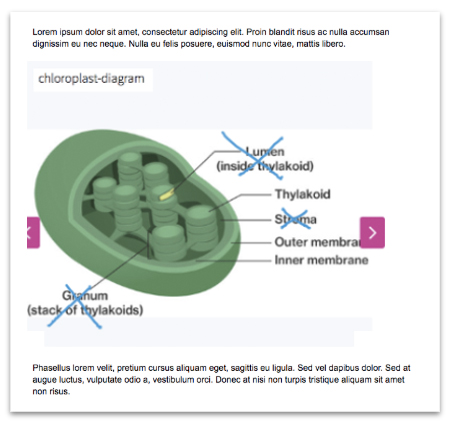 Lorem ipsum dolor sit amet, consectetur adipiscing elit. Proin blandit risus ac nulla accumsan
dignissim eu nec neque. Nulla eu felis posuere, euismod nunc vitae, mattis libero.
chloroplast-diagram
Lumen
(inside thylakoid)
Thylakoid
Stroma
Outer membra
Inner membrane
Granum
(stack of thylakoids)
Phasellus lorem velit, pretium cursus aliquam eget, sagittis eu ligula. Sed vel dapibus dolor. Sed at
augue luctus, vulputate odio a, vestibulum orci. Donec at nisi non turpis tristique aliquam sit amet
non risus.